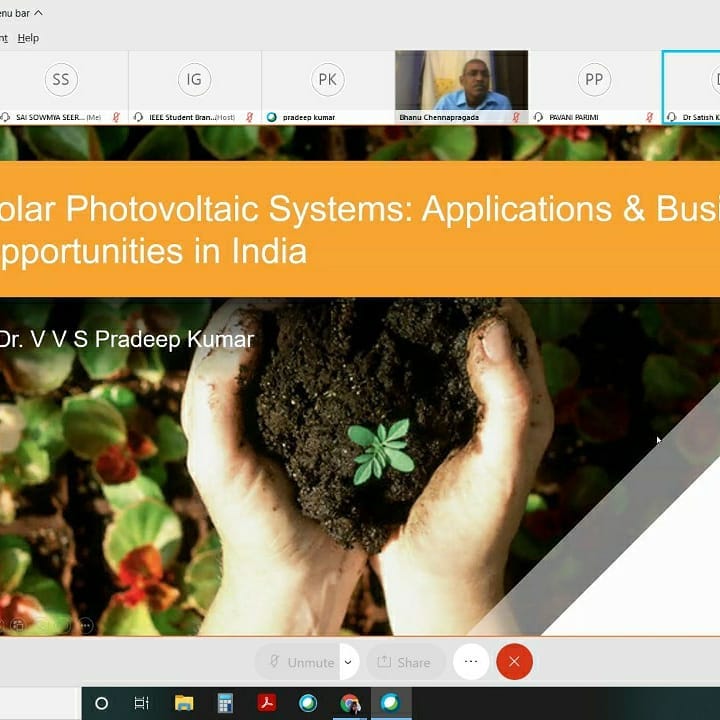 nu bar
nt Help
SS
IG
PK
PP
D
SAI SOWMYA SEER... (Me)
IEEE Student Bran... (Host)
pradeep kumar
Bhanu Chennapragada
PAVANI PARIMI
Dr Satish K
olar Photovoltaic Systems: Applications & Busi
pportunities in India
Dr. V V S Pradeep Kumar
Unmute
Share